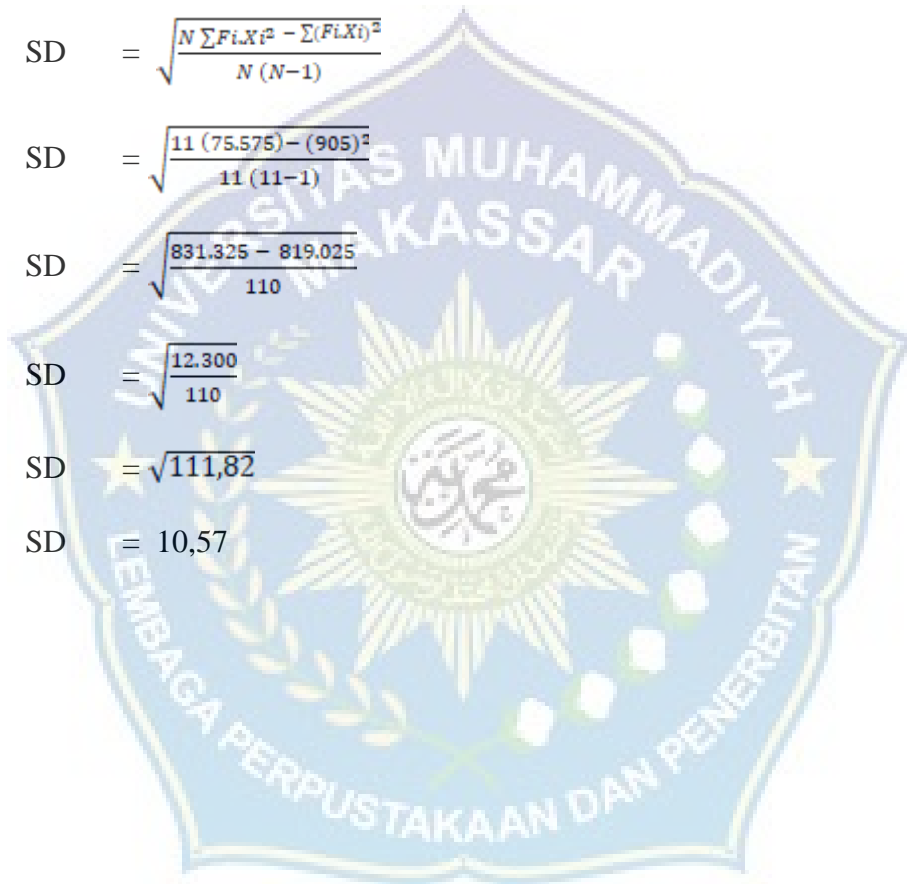 SD = √((N ∑Fi.Xi² − ∑(Fi.Xi)²) / (N (N−1)))
SD = √((11 (75.575)− (905)²) / (11 (11−1)))
SD = √((831.325 − 819.025) / 110)
SD = √(12.300 / 110)
SD = √111,82
SD = 10,57
UNIVERSITAS MUHAMMADIYAH
MAKASSAR
LEMBAGA PERPUSTAKAAN DAN PENERBITAN